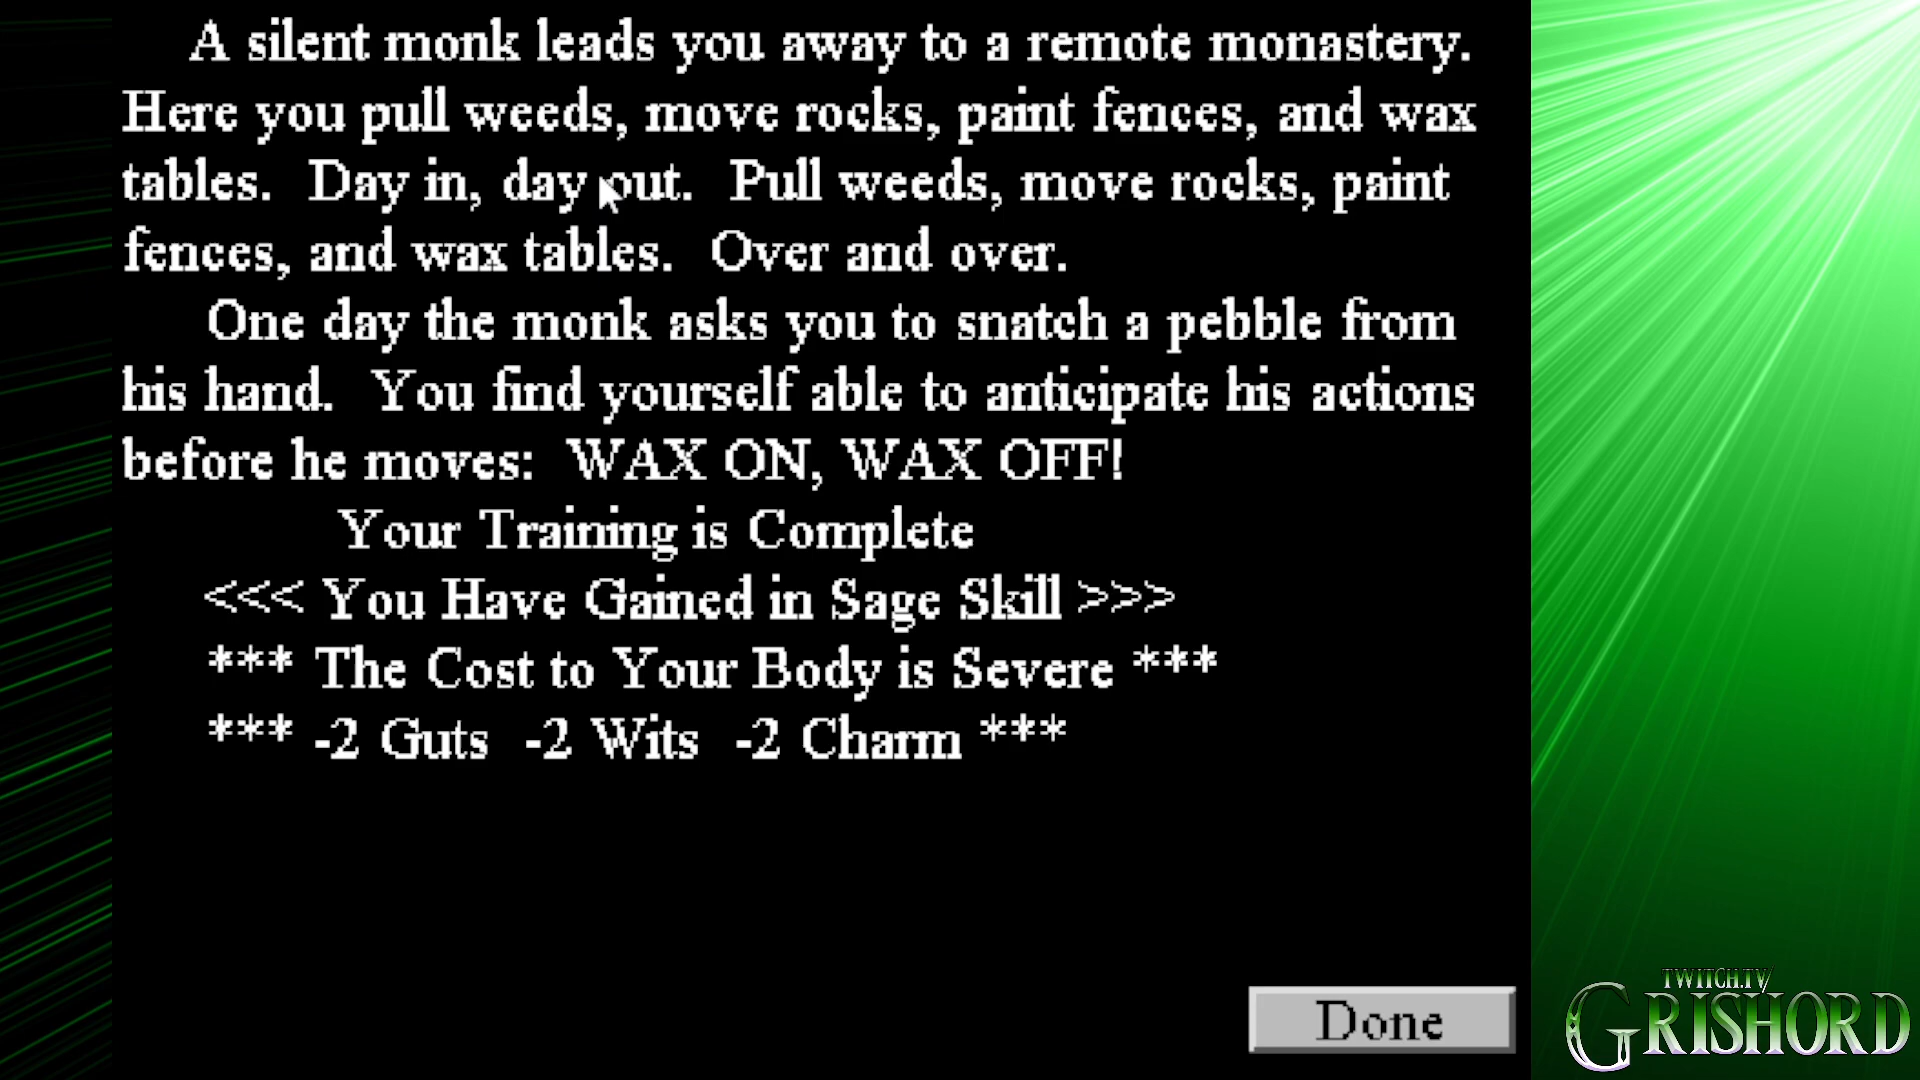 A silent monk leads you away to a remote monastery.
Here you pull weeds, move rocks, paint fences, and wax
tables.  Day in, day out.  Pull weeds, move rocks, paint
fences, and wax tables.  Over and over.
One day the monk asks you to snatch a pebble from
his hand.  You find yourself able to anticipate his actions
before he moves:  WAX ON, WAX OFF!
Your Training is Complete
<<< You Have Gained in Sage Skill >>>
*** The Cost to Your Body is Severe ***
*** -2 Guts  -2 Wits  -2 Charm ***
Done
TWITCH.TV/
GRISHORD